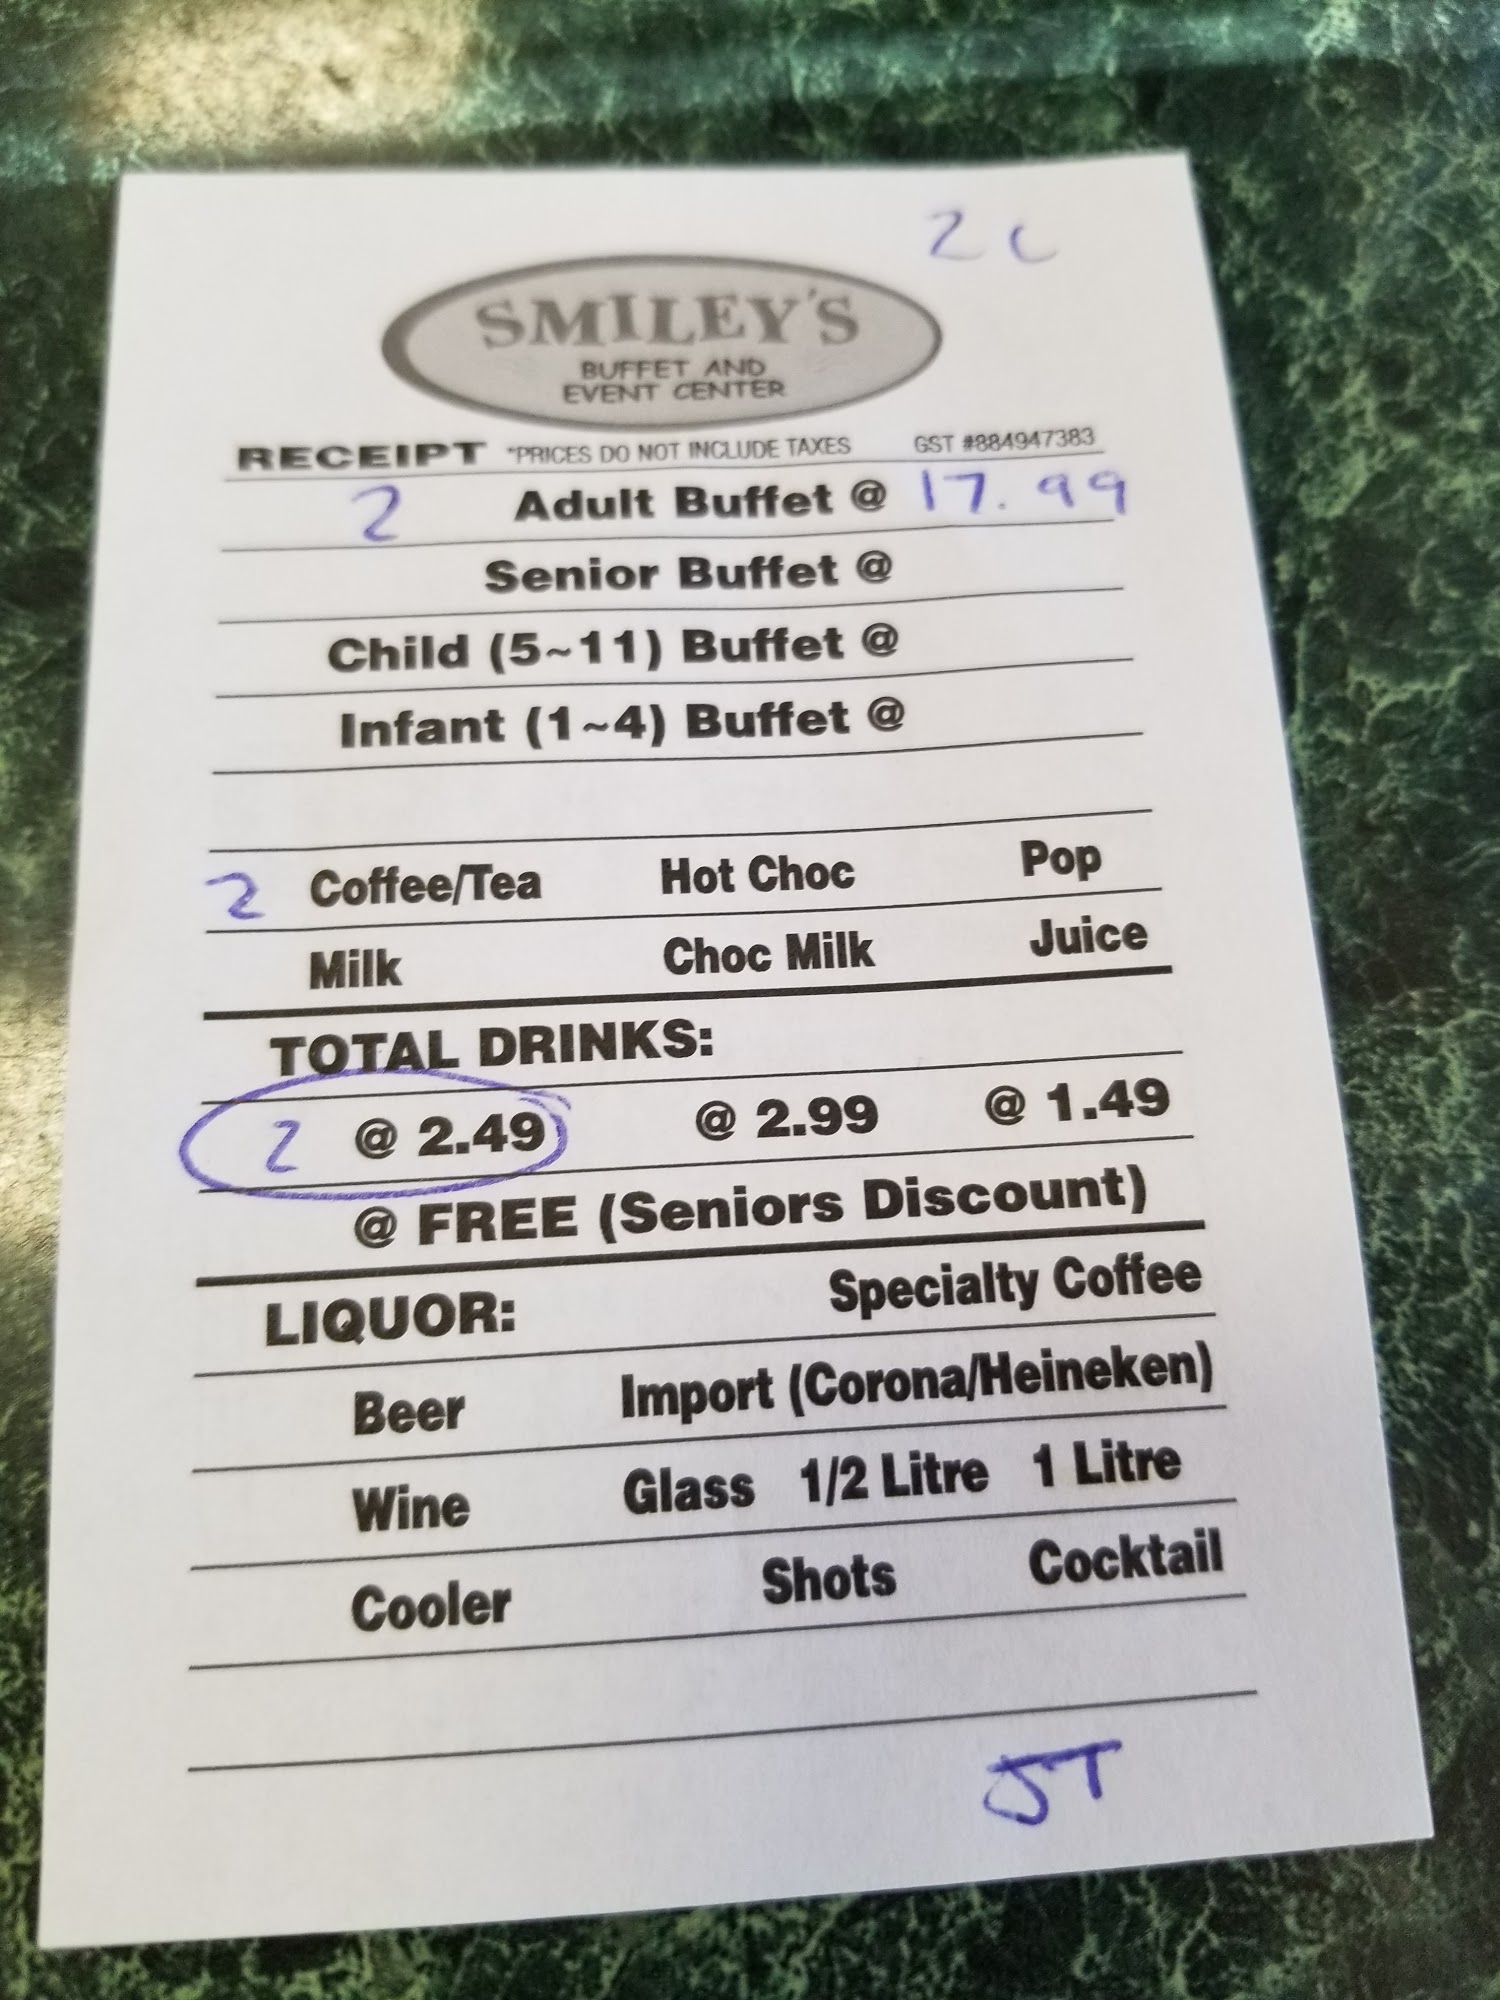 2 C
SMILEY'S
BUFFET AND
EVENT CENTER
RECEIPT *PRICES DO NOT INCLUDE TAXES GST #884947383
2 Adult Buffet @ 17.99
Senior Buffet @
Child (5~11) Buffet @
Infant (1~4) Buffet @
2 Coffee/Tea Hot Choc Pop
Milk Choc Milk Juice
TOTAL DRINKS:
2 @ 2.49 @ 2.99 @ 1.49
@ FREE (Seniors Discount)
LIQUOR: Specialty Coffee
Beer Import (Corona/Heineken)
Wine Glass 1/2 Litre 1 Litre
Cooler Shots Cocktail
JT